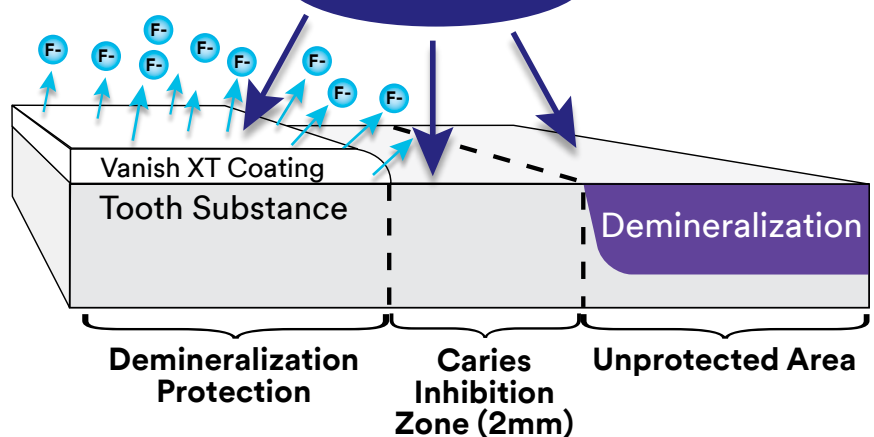 F-
F-
F-
F-
F-
F-
F-
F-
Vanish XT Coating
Tooth Substance
Demineralization
Demineralization
Protection
Caries
Inhibition
Zone (2mm)
Unprotected Area